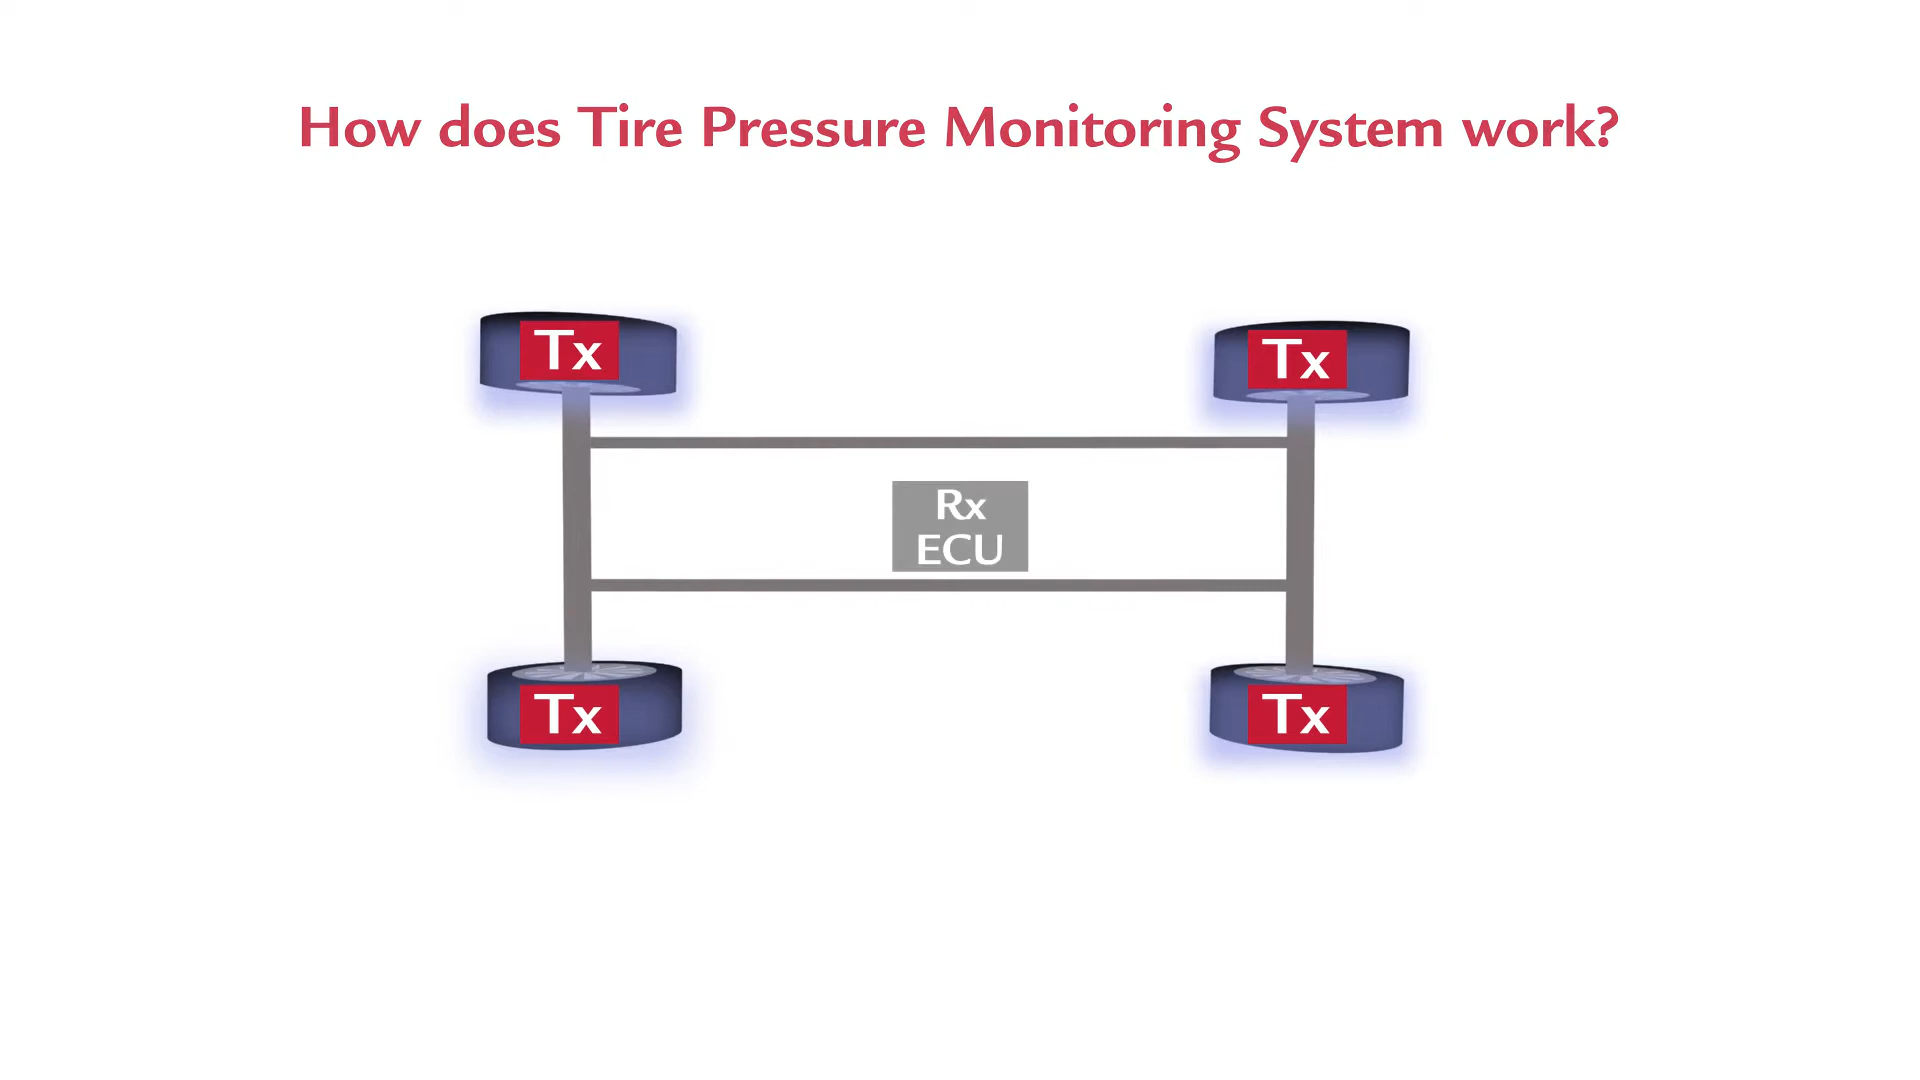 How does Tire Pressure Monitoring System work?
Tx
Tx
Rx
ECU
Tx
Tx